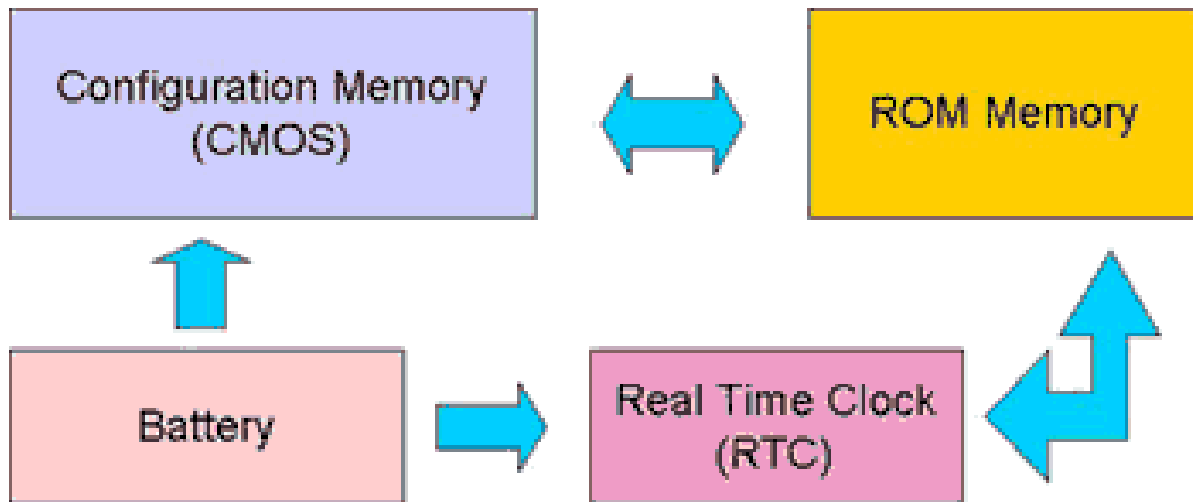 Configuration Memory
(CMOS)
ROM Memory
Battery
Real Time Clock
(RTC)